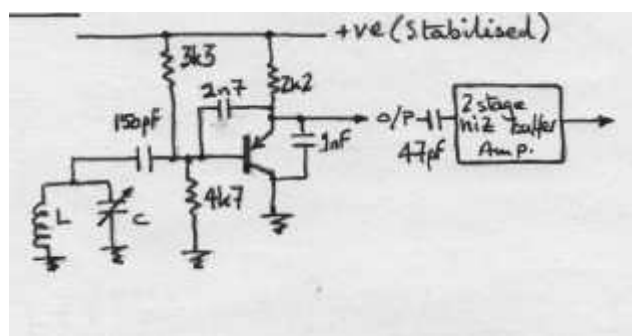 +ve (Stabilised)
3k3
2n7
2k2
150pF
O/P
2 stage
hiz buffer
Amp.
1nF
47pF
4k7
L
C